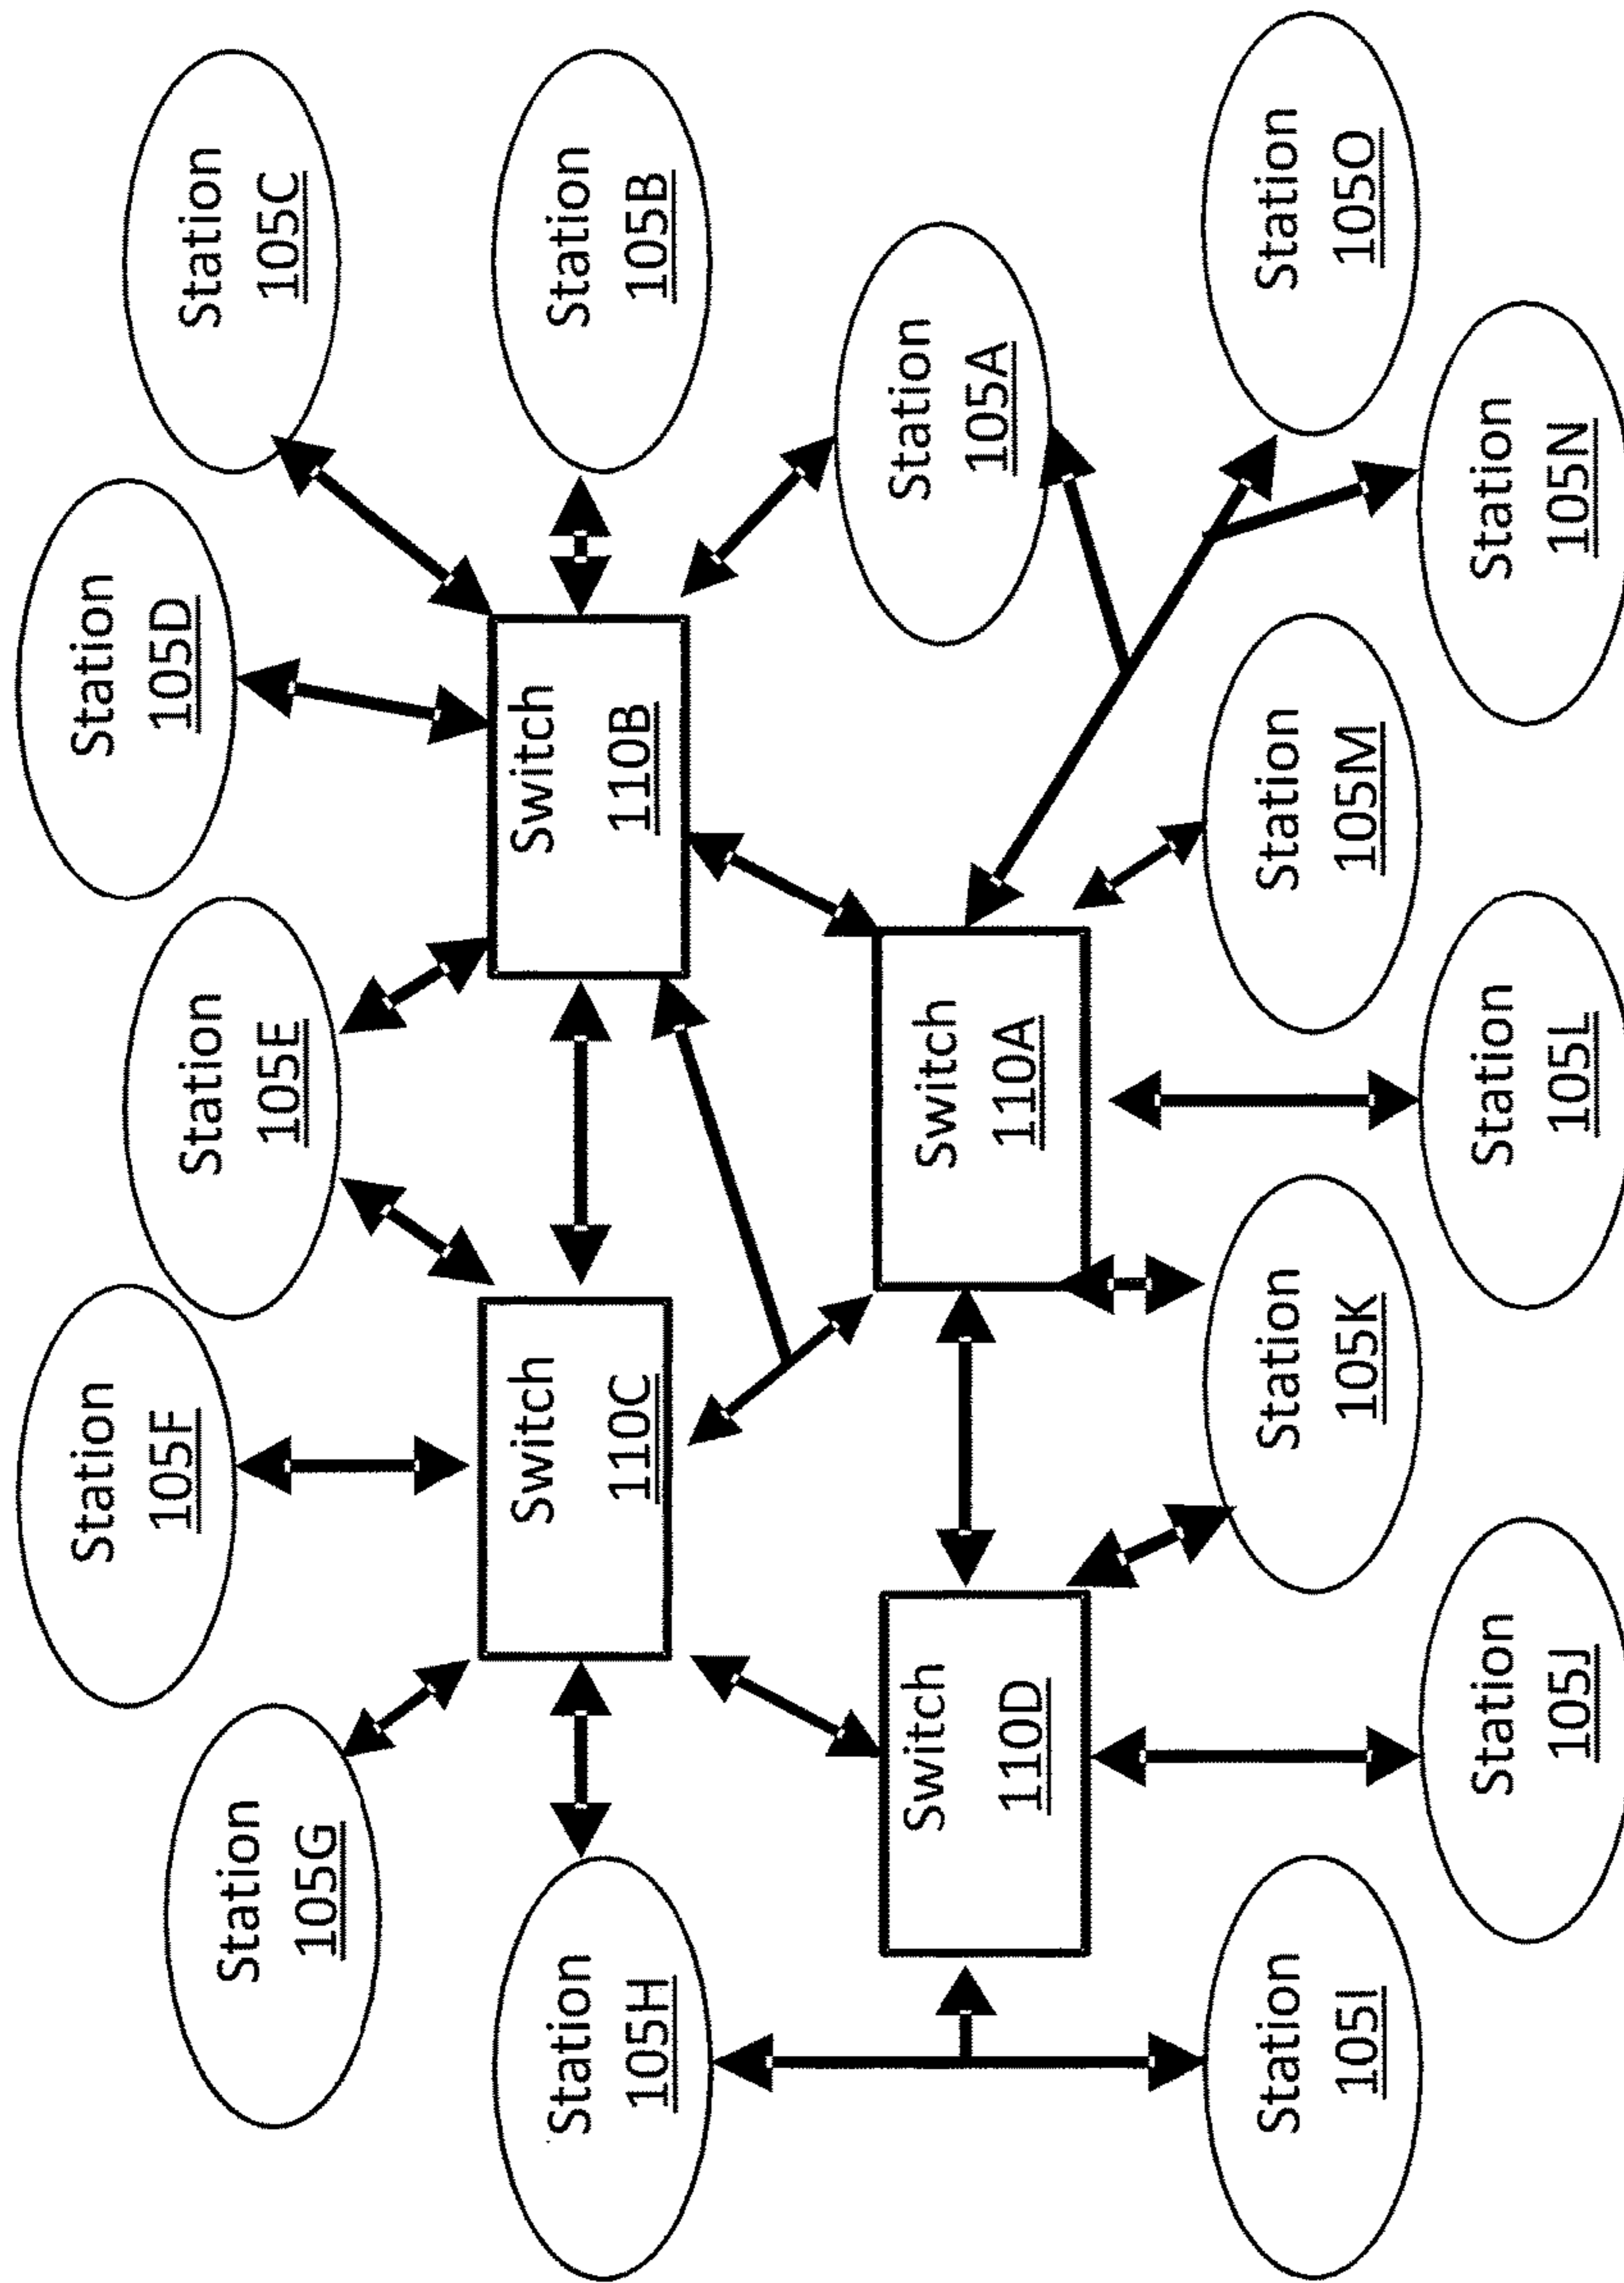 Station
105F
Station
105D
Station
105G
Station
105E
Station
105C
Station
105H
Switch
110C
Switch
110B
Station
105B
Switch
110D
Switch
110A
Station
105A
Station
105I
Station
105K
Station
105M
Station
105O
Station
105J
Station
105L
Station
105N